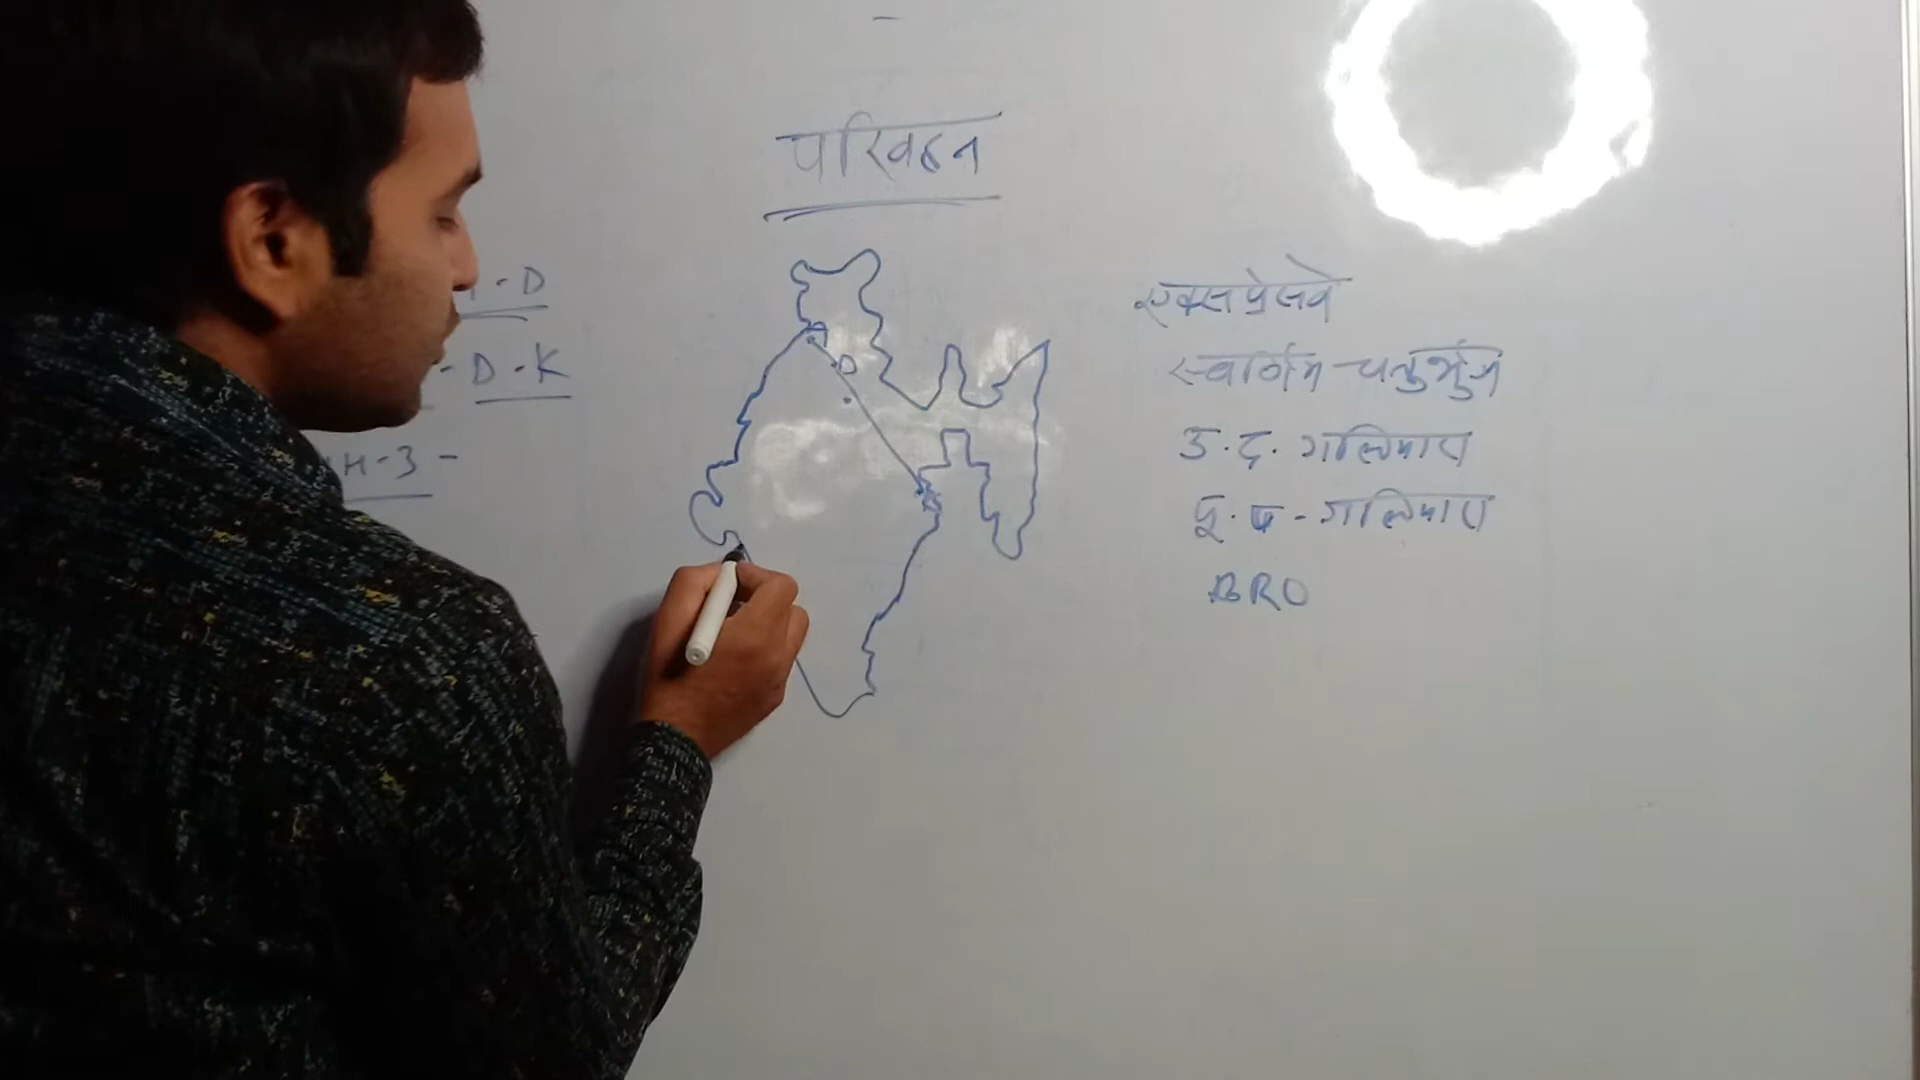 परिवहन
- D
- D - K
H-3 -
D
एक्सप्रेसवे
स्वर्णिम-चतुर्भुज
उ.द. गलियारा
पू.प - गलियारा
BRO